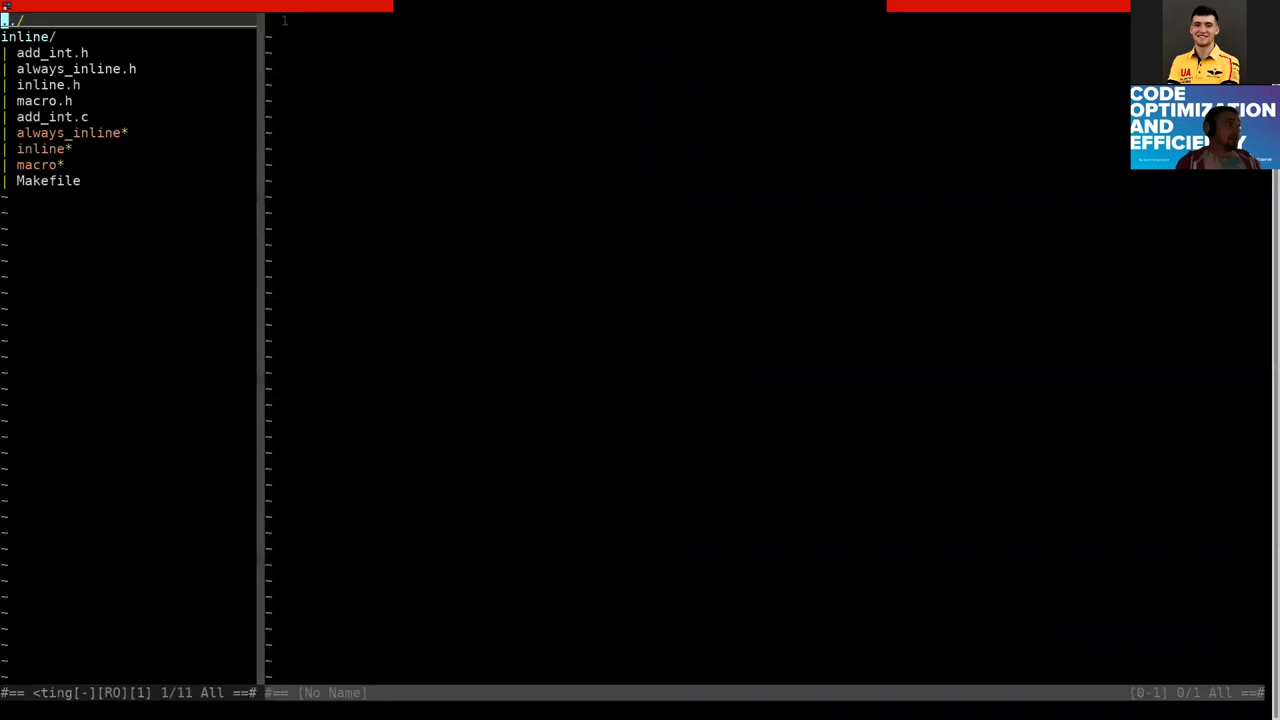 ../
inline/
| add_int.h
| always_inline.h
| inline.h
| macro.h
| add_int.c
| always_inline*
| inline*
| macro*
| Makefile
1
#== <ting[-][RO][1] 1/11 All ==#
#== [No Name] [0-1] 0/1 All ==#
UA
CODE
OPTIMIZATION
AND
EFFICIENCY